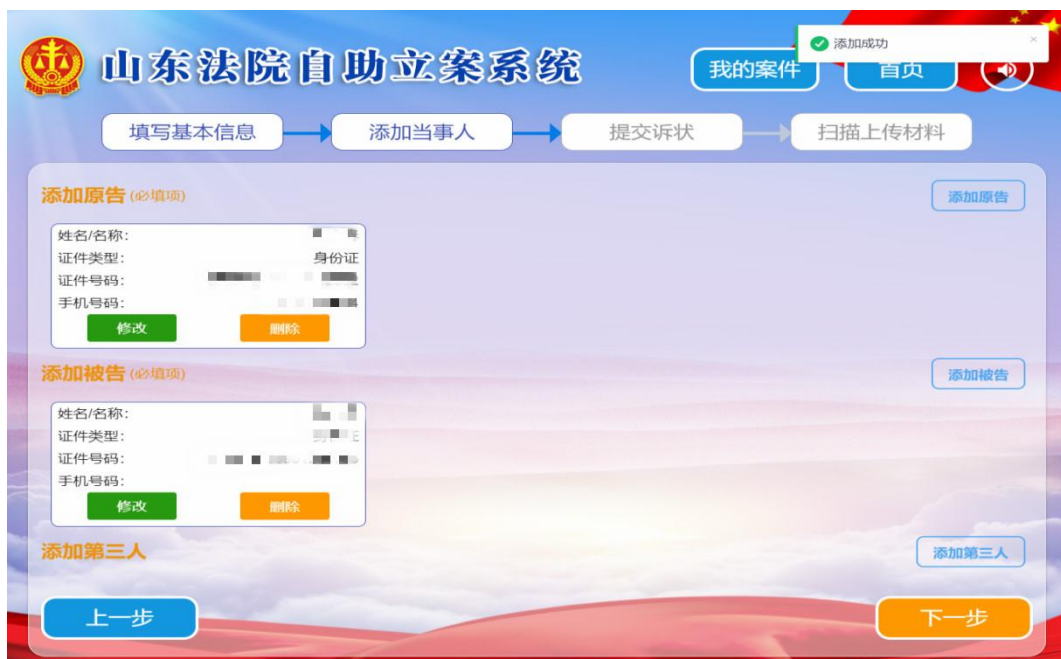 添加成功
山东法院自助立案系统
我的案件
首页
填写基本信息
添加当事人
提交诉状
扫描上传材料
添加原告 (必填项)
添加原告
姓名/名称:
证件类型: 身份证
证件号码:
手机号码:
修改 删除
添加被告 (必填项)
添加被告
姓名/名称:
证件类型:
证件号码:
手机号码:
修改 删除
添加第三人
添加第三人
上一步
下一步